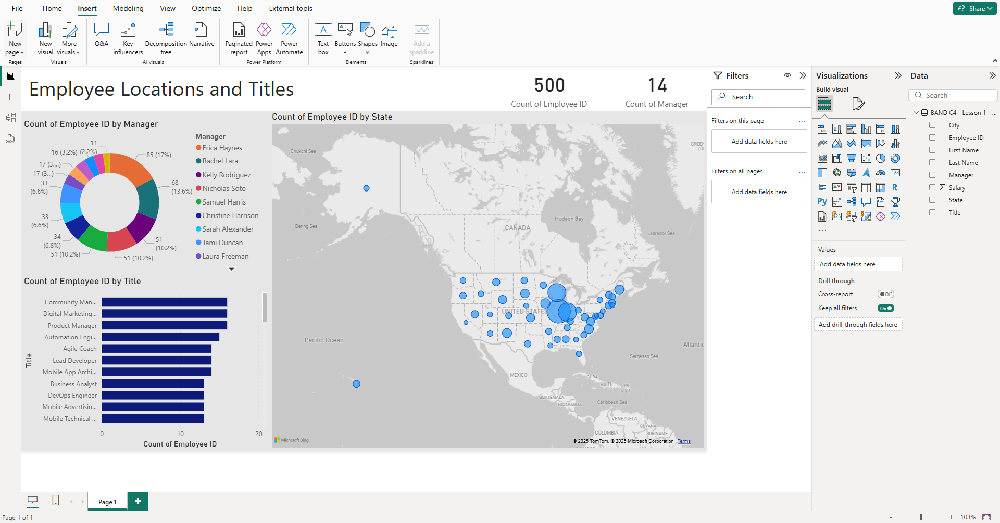 File Home Insert Modeling View Optimize Help External tools
Share
New page
New visual
More visuals
Q&A
Key influencers
Decomposition tree
Narrative
Paginated report
Power Apps
Power Automate
Text box
Buttons
Shapes
Image
Add a sparkline
Pages
Visuals
AI visuals
Power Platform
Elements
Sparklines
DAX
Employee Locations and Titles
500
Count of Employee ID
14
Count of Manager
Count of Employee ID by Manager
11
(2.2%)
16 (3.2%)
17 (3....)
17 (3...)
33
(6.6%)
33
(6.6%)
34
(6.8%)
51 (10.2%)
51 (10.2%)
51
(10.2%)
68
(13.6%)
85 (17%)
Manager
Erica Haynes
Rachel Lara
Kelly Rodriguez
Nicholas Soto
Samuel Harris
Christine Harrison
Sarah Alexander
Tami Duncan
Laura Freeman
Count of Employee ID by Title
Title
Community Man...
Digital Marketing...
Product Manager
Automation Engi...
Agile Coach
Lead Developer
Mobile App Archi...
Business Analyst
DevOps Engineer
Mobile Advertisin...
Mobile Technical ...
0 10 20
Count of Employee ID
Count of Employee ID by State
Chukchi Sea
GREEN
(DE
Bering Sea
CANADA
Hudson Bay
Labrador Sea
UNITED STATES
Pacific Ocean
Atlantic
Sargasso Sea
MEXICO
CUBA
HAITI
PR
(U.S.)
GUATEMALA
NICARAGUA
Caribbean Sea
VENEZUELA
GUYANA
COLOMBIA
SURINAME
Microsoft Bing
© 2025 TomTom, © 2025 Microsoft Corporation Terms
Filters
Search
Filters on this page ...
Add data fields here
Filters on all pages ...
Add data fields here
Visualizations
Build visual
123
R
Py
123
...
Values
Add data fields here
Drill through
Cross-report Off
Keep all filters On
Add drill-through fields here
Data
Search
BAND C4 - Lesson 1 - ...
City
Employee ID
First Name
Last Name
Manager
Σ Salary
State
Title
Page 1
+
Page 1 of 1
- + 103%